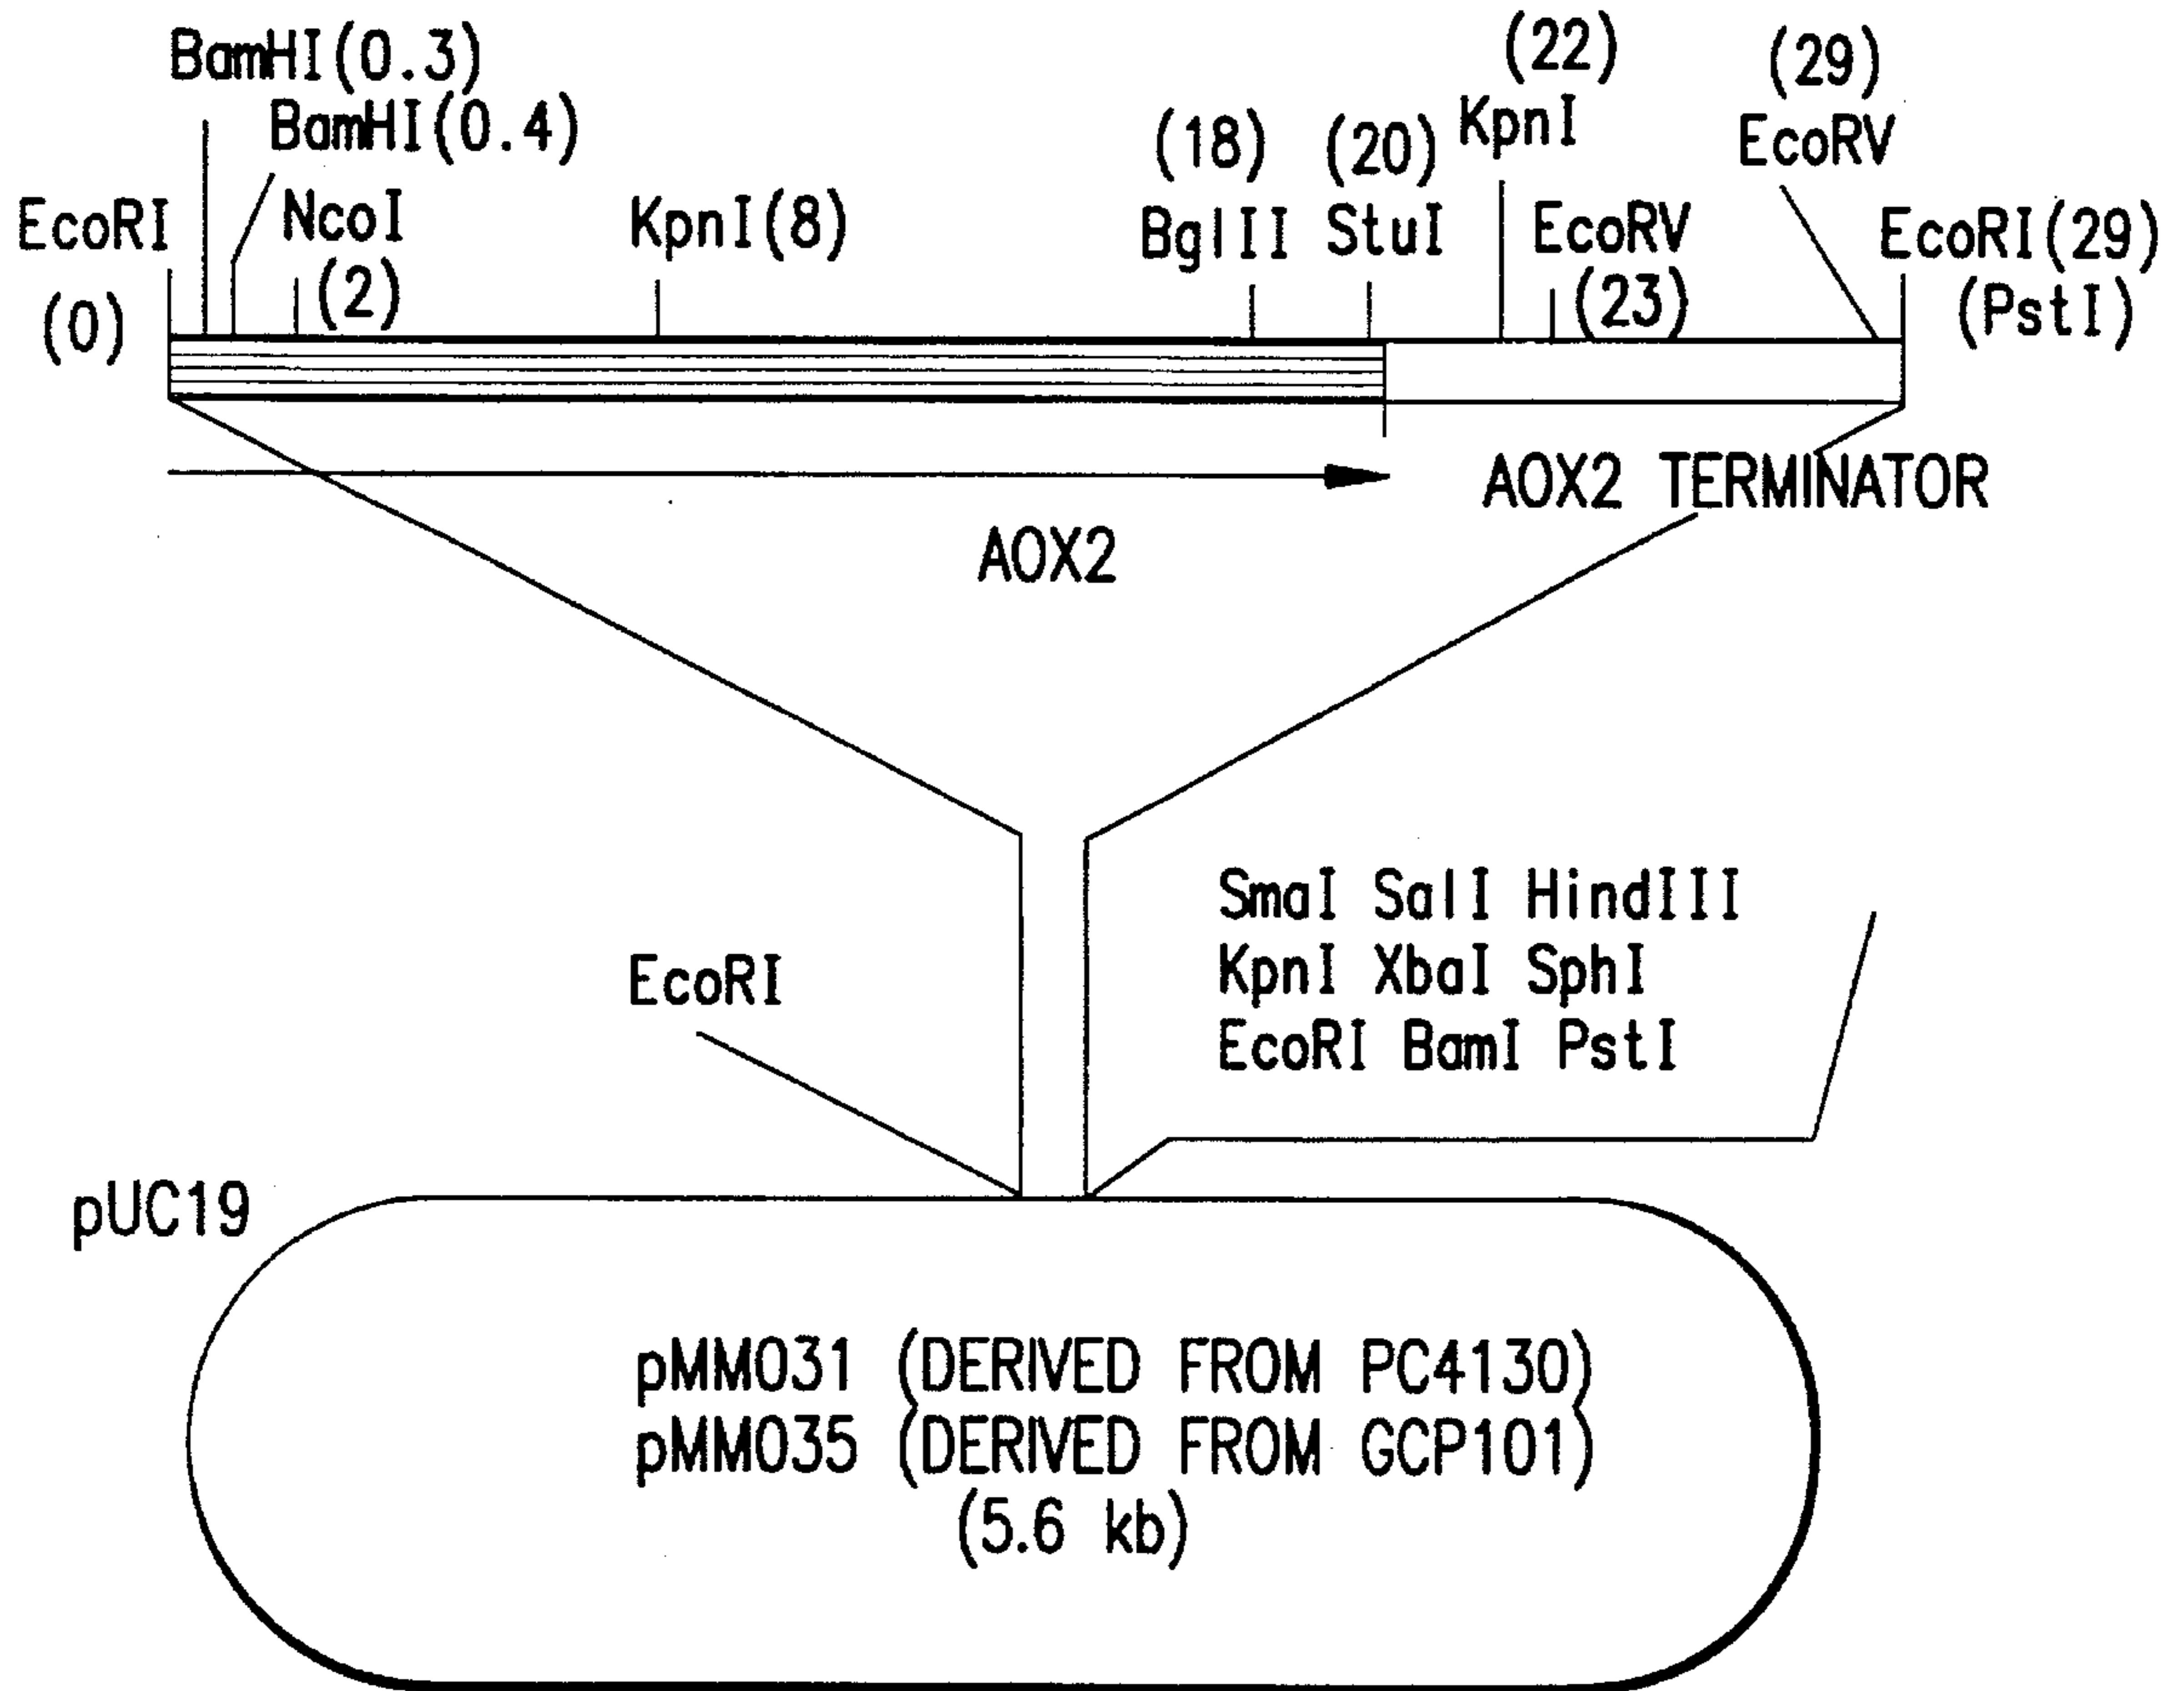 BamHI(0.3)
BamHI(0.4)
EcoRI
(0)
NcoI
(2)
KpnI(8)
(18)
BglII
(20)
StuI
(22)
KpnI
EcoRV
(23)
(29)
EcoRV
EcoRI(29)
(PstI)
AOX2 TERMINATOR
AOX2
SmaI SalI HindIII
KpnI XbaI SphI
EcoRI BamI PstI
EcoRI
pUC19
pMM031 (DERIVED FROM PC4130)
pMM035 (DERIVED FROM GCP101)
(5.6 kb)